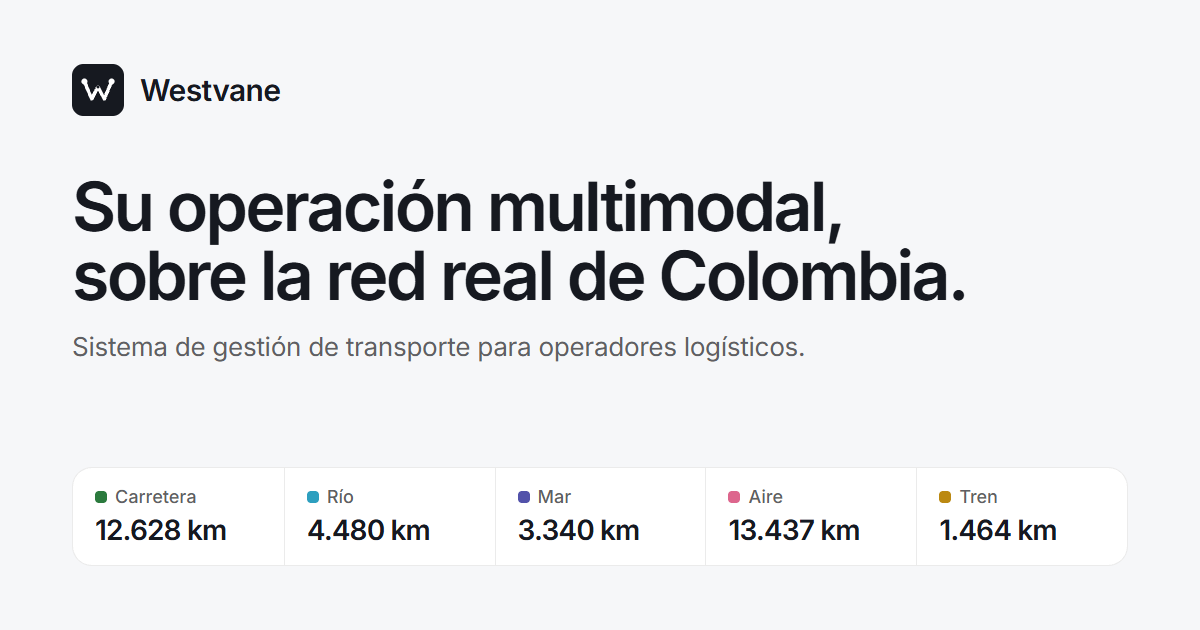 Westvane
Su operación multimodal,
sobre la red real de Colombia.
Sistema de gestión de transporte para operadores logísticos.
Carretera
12.628 km
Río
4.480 km
Mar
3.340 km
Aire
13.437 km
Tren
1.464 km